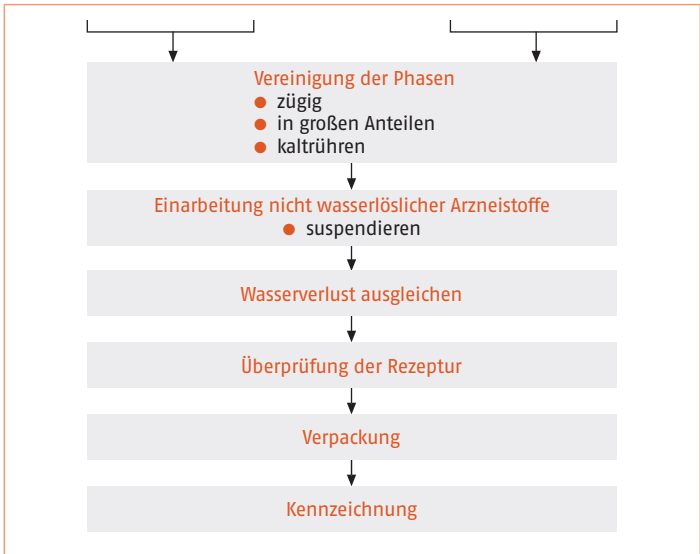 Vereinigung der Phasen
● zügig
● in großen Anteilen
● kaltrühren
Einarbeitung nicht wasserlöslicher Arzneistoffe
● suspendieren
Wasserverlust ausgleichen
Überprüfung der Rezeptur
Verpackung
Kennzeichnung